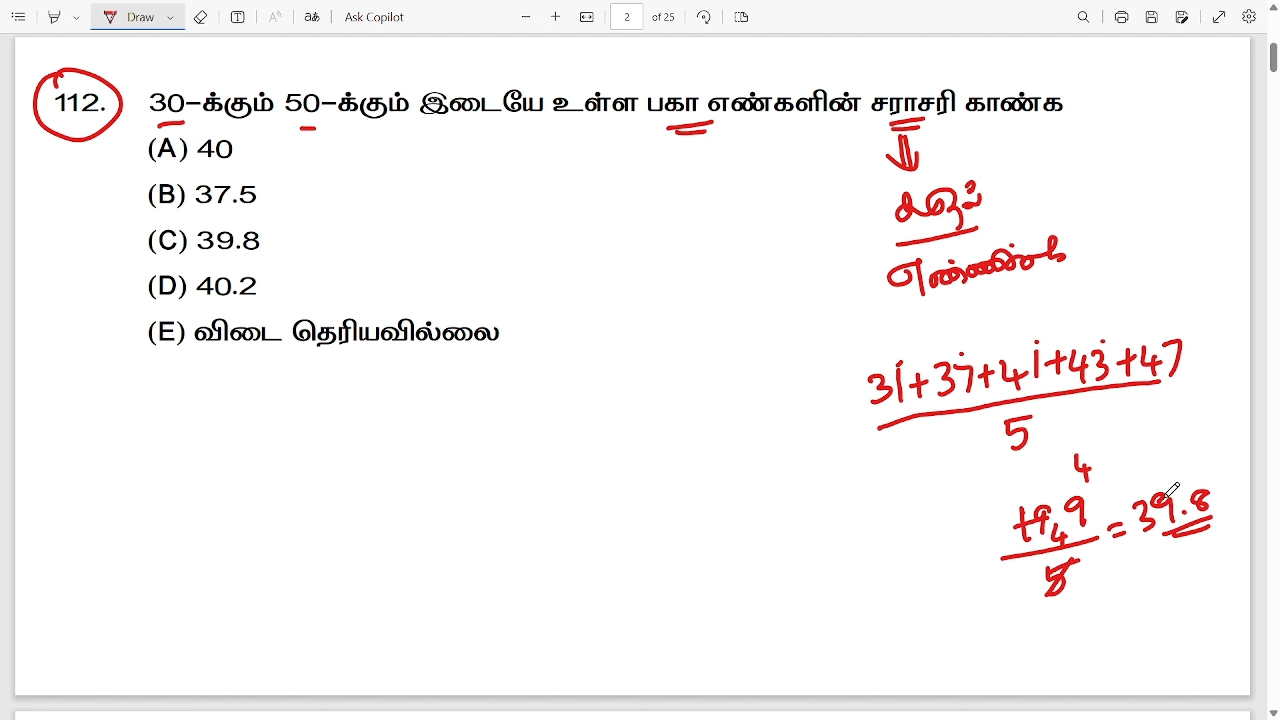 Draw
Ask Copilot
2 of 25
112. 30-க்கும் 50-க்கும் இடையே உள்ள பகா எண்களின் சராசரி காண்க
(A) 40
(B) 37.5
(C) 39.8
(D) 40.2
(E) விடை தெரியவில்லை
31+37+41+43+47
5
4
199 = 39.8
5